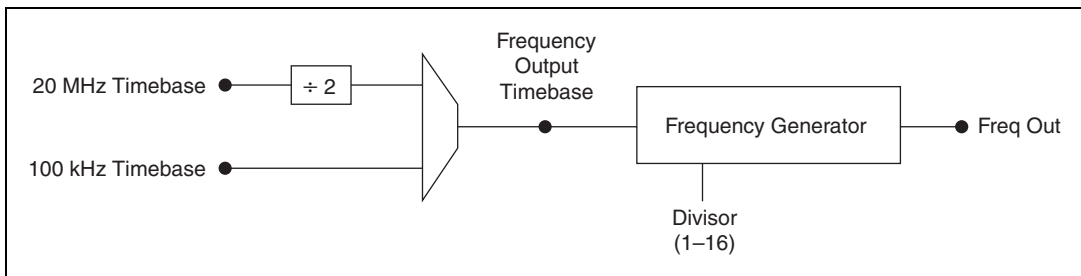 Frequency
Output
Timebase
20 MHz Timebase
÷ 2
100 kHz Timebase
Frequency Generator
Freq Out
Divisor
(1–16)